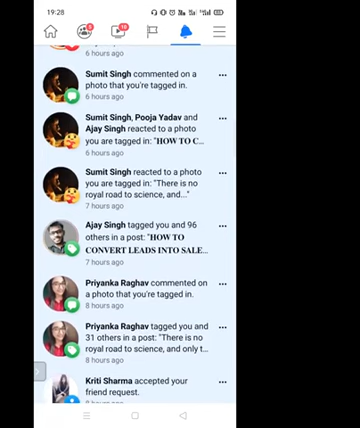 19:28
6 hours ago
Sumit Singh commented on a
photo that you're tagged in.
6 hours ago
Sumit Singh, Pooja Yadav and
Ajay Singh reacted to a photo
you are tagged in: "HOW TO C...
6 hours ago
Sumit Singh reacted to a photo
you are tagged in: "There is no
royal road to science, and..."
7 hours ago
Ajay Singh tagged you and 96
others in a post: "HOW TO
CONVERT LEADS INTO SALE...
7 hours ago
Priyanka Raghav commented on
a photo that you're tagged in.
8 hours ago
Priyanka Raghav tagged you and
31 others in a post: "There is no
royal road to science, and only t...
8 hours ago
Kriti Sharma accepted your
friend request.
8 hours ago